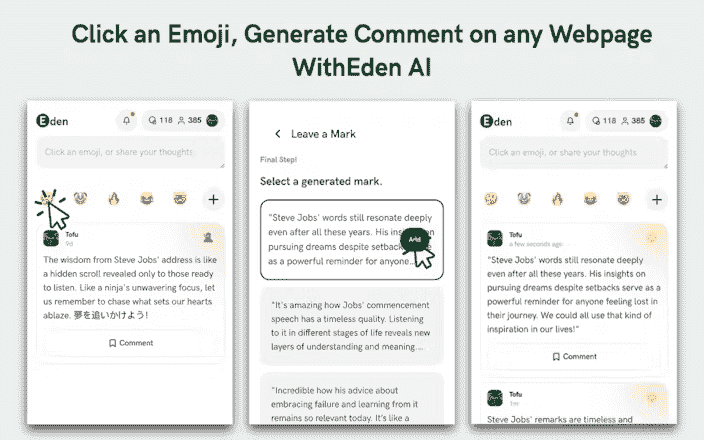 Click an Emoji, Generate Comment on any Webpage
WithEden AI
Eden
118
385
Click an emoji, or share your thoughts
Tofu
9d
The wisdom from Steve Jobs' address is like
a hidden scroll revealed only to those ready
to listen. Like a ninja's unwavering focus, let
us remember to chase what sets our hearts
ablaze. 夢を追いかけよう!
Comment
Leave a Mark
Final Step!
Select a generated mark.
"Steve Jobs' words still resonate deeply
even after all these years. His insights on
pursuing dreams despite setbacks
as a powerful reminder for anyone...
Add
"It's amazing how Jobs' commencement
speech has a timeless quality. Listening
to it in different stages of life reveals new
layers of understanding and meaning....
"Incredible how his advice about
embracing failure and learning from it
remains so relevant today. It's like a
Eden
118
385
Click an emoji, or share your thoughts
Tofu
a few seconds ago
"Steve Jobs' words still resonate deeply
even after all these years. His insights on
pursuing dreams despite setbacks serve as a
powerful reminder for anyone feeling lost in
their journey. We could all use that kind of
inspiration in our lives!"
Comment
Tofu
1m
Steve Jobs' remarks are timeless and